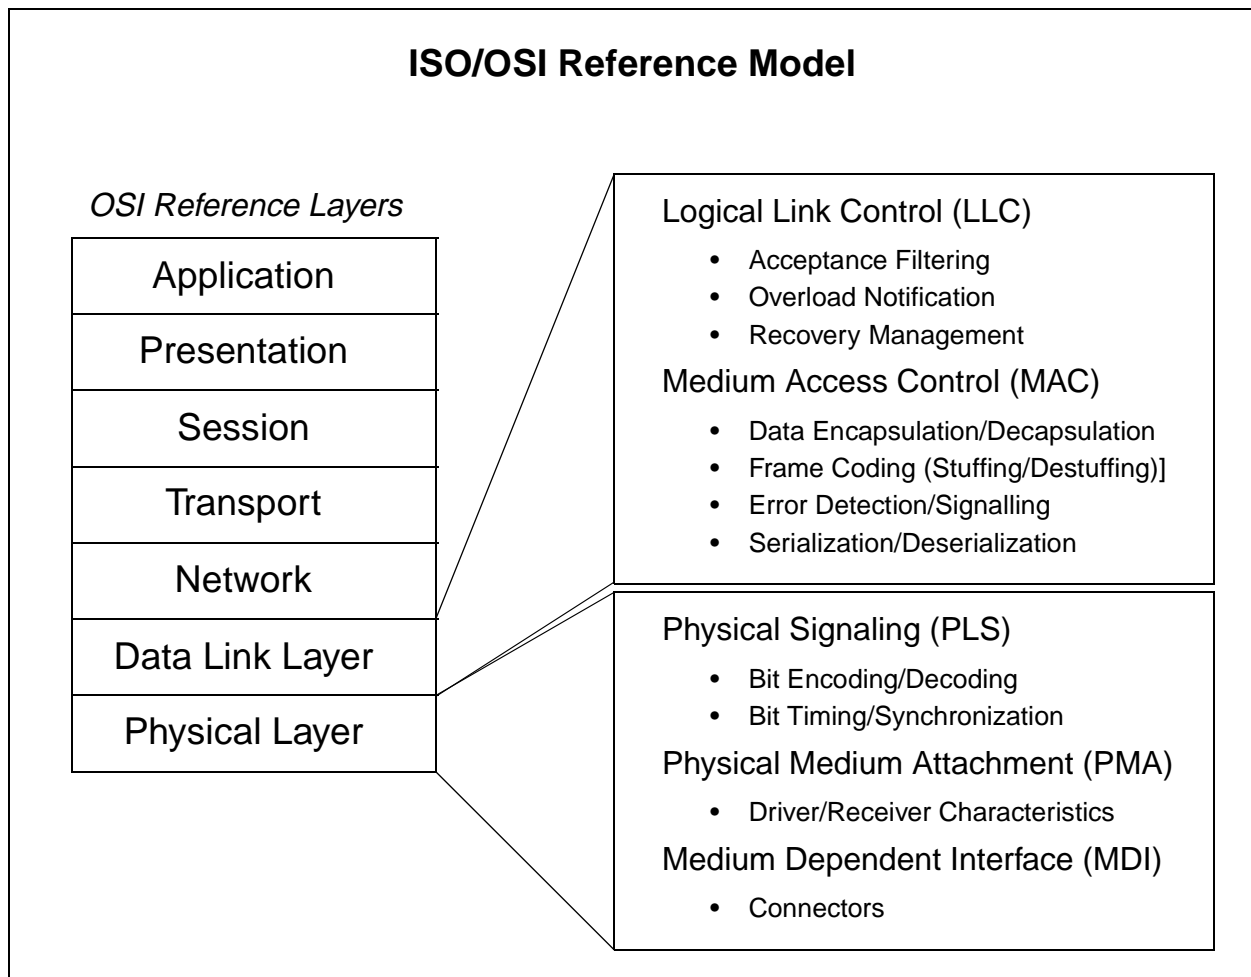 ISO/OSI Reference Model
OSI Reference Layers
Application
Presentation
Session
Transport
Network
Data Link Layer
Physical Layer
Logical Link Control (LLC)
• Acceptance Filtering
• Overload Notification
• Recovery Management
Medium Access Control (MAC)
• Data Encapsulation/Decapsulation
• Frame Coding (Stuffing/Destuffing)]
• Error Detection/Signalling
• Serialization/Deserialization
Physical Signaling (PLS)
• Bit Encoding/Decoding
• Bit Timing/Synchronization
Physical Medium Attachment (PMA)
• Driver/Receiver Characteristics
Medium Dependent Interface (MDI)
• Connectors